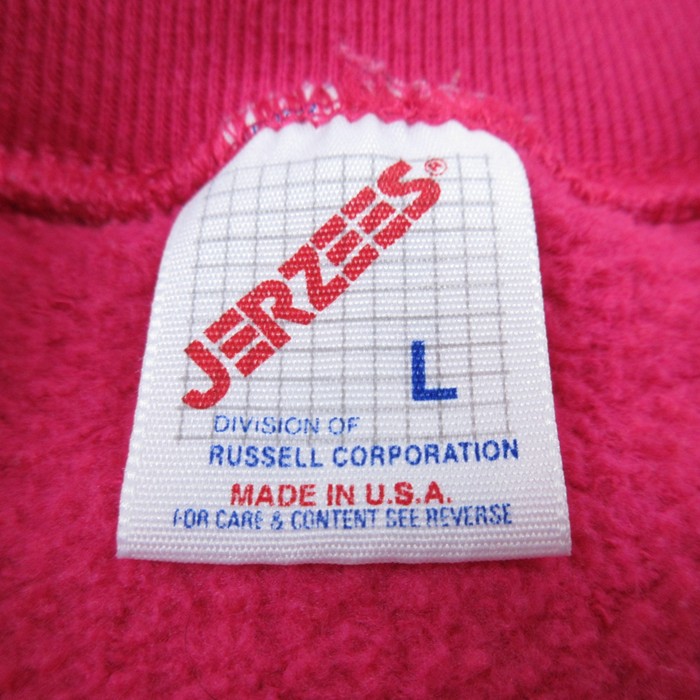 JERZEES®
L
DIVISION OF
RUSSELL CORPORATION
MADE IN U.S.A.
FOR CARE & CONTENT SEE REVERSE